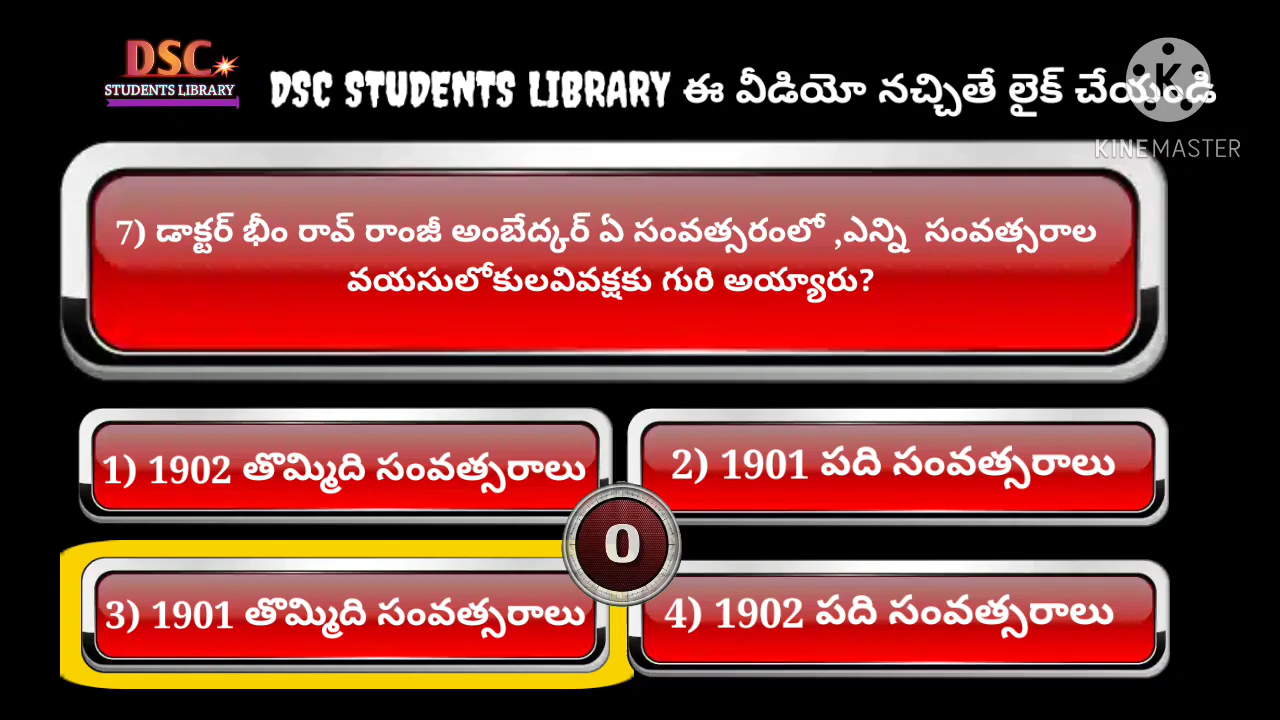 DSC
STUDENTS LIBRARY
DSC STUDENTS LIBRARY ఈ వీడియో నచ్చితే లైక్ చేయండి
K
KINEMASTER
7) డాక్టర్ భీం రావ్ రాంజీ అంబేద్కర్ ఏ సంవత్సరంలో ,ఎన్ని సంవత్సరాల
వయసులోకులవివక్షకు గురి అయ్యారు?
1) 1902 తొమ్మిది సంవత్సరాలు
2) 1901 పది సంవత్సరాలు
0
3) 1901 తొమ్మిది సంవత్సరాలు
4) 1902 పది సంవత్సరాలు